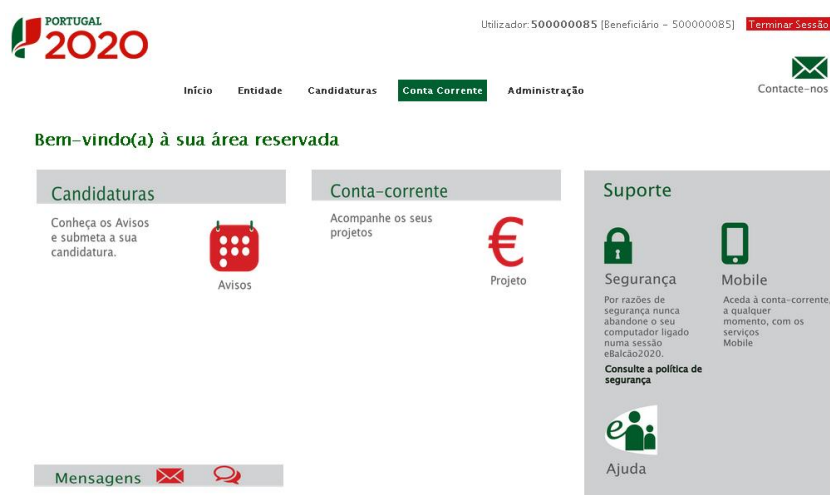 PORTUGAL
2020
Utilizador: 500000085 [Beneficiário - 500000085]
Terminar Sessão
Contacte-nos
Início Entidade Candidaturas Conta Corrente Administração
Bem-vindo(a) à sua área reservada
Candidaturas
Conheça os Avisos
e submeta a sua
candidatura.
Avisos
Conta-corrente
Acompanhe os seus
projetos
€
Projeto
Suporte
Segurança
Por razões de
segurança nunca
abandone o seu
computador ligado
numa sessão
eBalcão2020.
Consulte a política de
segurança
Mobile
Aceda à conta-corrente,
a qualquer
momento, com os
serviços
Mobile
e
Ajuda
Mensagens